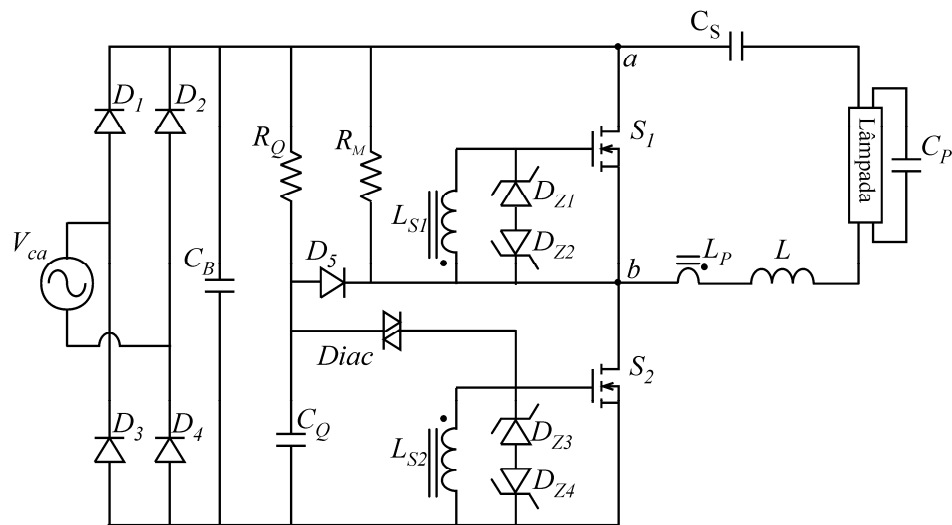 C_S
a
D_1
D_2
S_1
R_Q
R_M
Lâmpada
C_P
D_Z1
L_S1
V_ca
D_5
D_Z2
L_P
L
C_B
b
Diac
S_2
C_Q
D_3
D_4
D_Z3
L_S2
D_Z4